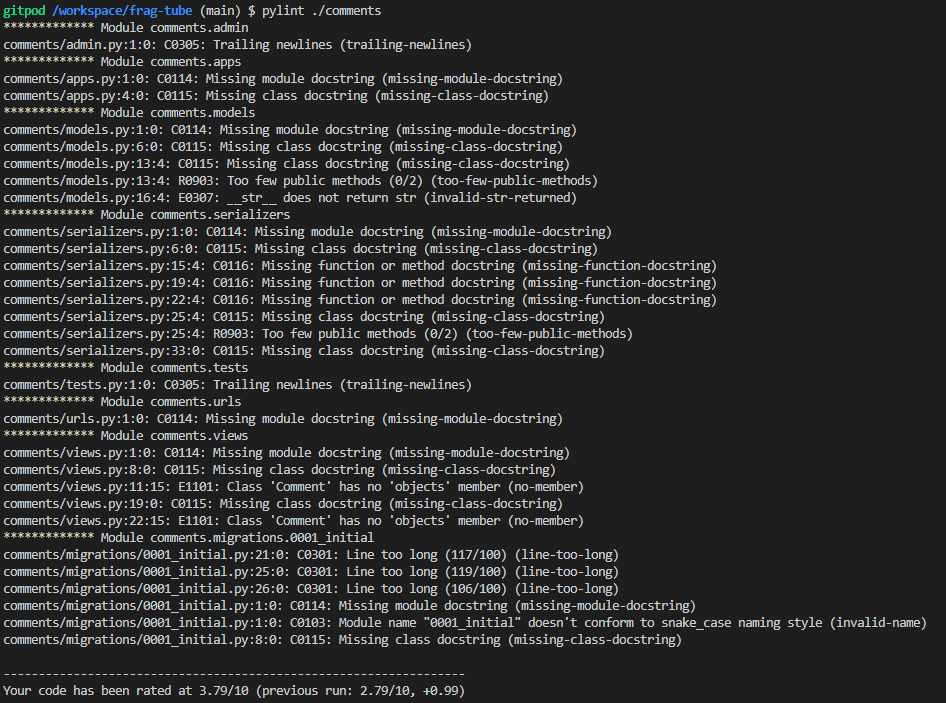 gitpod /workspace/frag-tube (main) $ pylint ./comments
************* Module comments.admin
comments/admin.py:1:0: C0305: Trailing newlines (trailing-newlines)
************* Module comments.apps
comments/apps.py:1:0: C0114: Missing module docstring (missing-module-docstring)
comments/apps.py:4:0: C0115: Missing class docstring (missing-class-docstring)
************* Module comments.models
comments/models.py:1:0: C0114: Missing module docstring (missing-module-docstring)
comments/models.py:6:0: C0115: Missing class docstring (missing-class-docstring)
comments/models.py:13:4: C0115: Missing class docstring (missing-class-docstring)
comments/models.py:13:4: R0903: Too few public methods (0/2) (too-few-public-methods)
comments/models.py:16:4: E0307: __str__ does not return str (invalid-str-returned)
************* Module comments.serializers
comments/serializers.py:1:0: C0114: Missing module docstring (missing-module-docstring)
comments/serializers.py:6:0: C0115: Missing class docstring (missing-class-docstring)
comments/serializers.py:15:4: C0116: Missing function or method docstring (missing-function-docstring)
comments/serializers.py:19:4: C0116: Missing function or method docstring (missing-function-docstring)
comments/serializers.py:22:4: C0116: Missing function or method docstring (missing-function-docstring)
comments/serializers.py:25:4: C0115: Missing class docstring (missing-class-docstring)
comments/serializers.py:25:4: R0903: Too few public methods (0/2) (too-few-public-methods)
comments/serializers.py:33:0: C0115: Missing class docstring (missing-class-docstring)
************* Module comments.tests
comments/tests.py:1:0: C0305: Trailing newlines (trailing-newlines)
************* Module comments.urls
comments/urls.py:1:0: C0114: Missing module docstring (missing-module-docstring)
************* Module comments.views
comments/views.py:1:0: C0114: Missing module docstring (missing-module-docstring)
comments/views.py:8:0: C0115: Missing class docstring (missing-class-docstring)
comments/views.py:11:15: E1101: Class 'Comment' has no 'objects' member (no-member)
comments/views.py:19:0: C0115: Missing class docstring (missing-class-docstring)
comments/views.py:22:15: E1101: Class 'Comment' has no 'objects' member (no-member)
************* Module comments.migrations.0001_initial
comments/migrations/0001_initial.py:21:0: C0301: Line too long (117/100) (line-too-long)
comments/migrations/0001_initial.py:25:0: C0301: Line too long (119/100) (line-too-long)
comments/migrations/0001_initial.py:26:0: C0301: Line too long (106/100) (line-too-long)
comments/migrations/0001_initial.py:1:0: C0114: Missing module docstring (missing-module-docstring)
comments/migrations/0001_initial.py:1:0: C0103: Module name "0001_initial" doesn't conform to snake_case naming style (invalid-name)
comments/migrations/0001_initial.py:8:0: C0115: Missing class docstring (missing-class-docstring)
------------------------------------------------------------------
Your code has been rated at 3.79/10 (previous run: 2.79/10, +0.99)